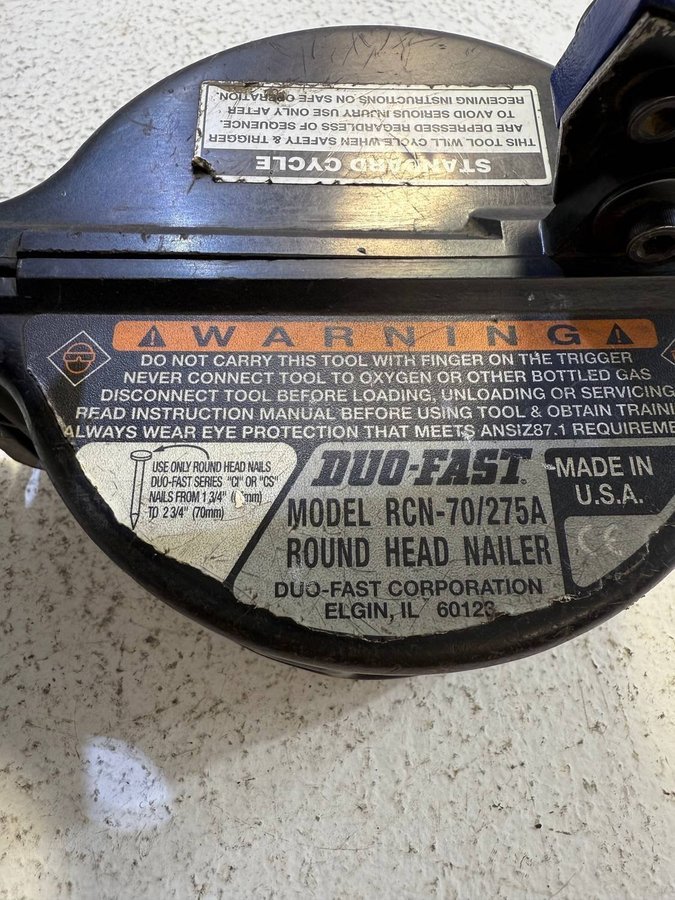 STANDARD CYCLE
THIS TOOL WILL CYCLE WHEN SAFETY & TRIGGER
ARE DEPRESSED REGARDLESS OF SEQUENCE.
TO AVOID SERIOUS INJURY USE ONLY AFTER
RECEIVING INSTRUCTIONS ON SAFE OPERATION.
WARNING
DO NOT CARRY THIS TOOL WITH FINGER ON THE TRIGGER
NEVER CONNECT TOOL TO OXYGEN OR OTHER BOTTLED GAS
DISCONNECT TOOL BEFORE LOADING, UNLOADING OR SERVICING
READ INSTRUCTION MANUAL BEFORE USING TOOL & OBTAIN TRAINI
ALWAYS WEAR EYE PROTECTION THAT MEETS ANSIZ87.1 REQUIREME
USE ONLY ROUND HEAD NAILS
DUO-FAST SERIES "CI" OR "CS"
NAILS FROM 1 3/4" ( mm)
TO 2 3/4" (70mm)
DUO-FAST
MODEL RCN-70/275A
ROUND HEAD NAILER
DUO-FAST CORPORATION
ELGIN, IL 60123
MADE IN
U.S.A.
CE